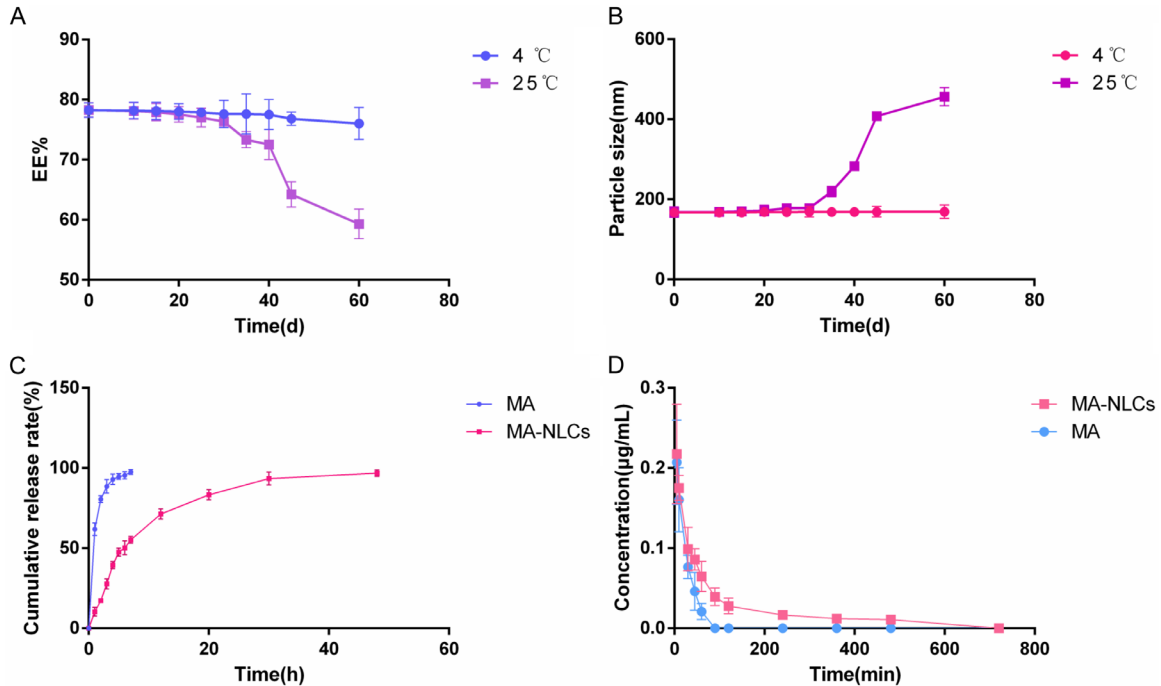 A
90
80
70
60
50
EE%
0
20
40
60
80
Time(d)
4 ℃
25℃
B
600
400
200
0
Particle size(nm)
0
20
40
60
80
Time(d)
4 ℃
25℃
C
150
100
50
0
Cumulative release rate(%)
0
20
40
60
Time(h)
MA
MA-NLCs
D
0.3
0.2
0.1
0.0
Concentration(μg/mL)
0
200
400
600
800
Time(min)
MA-NLCs
MA